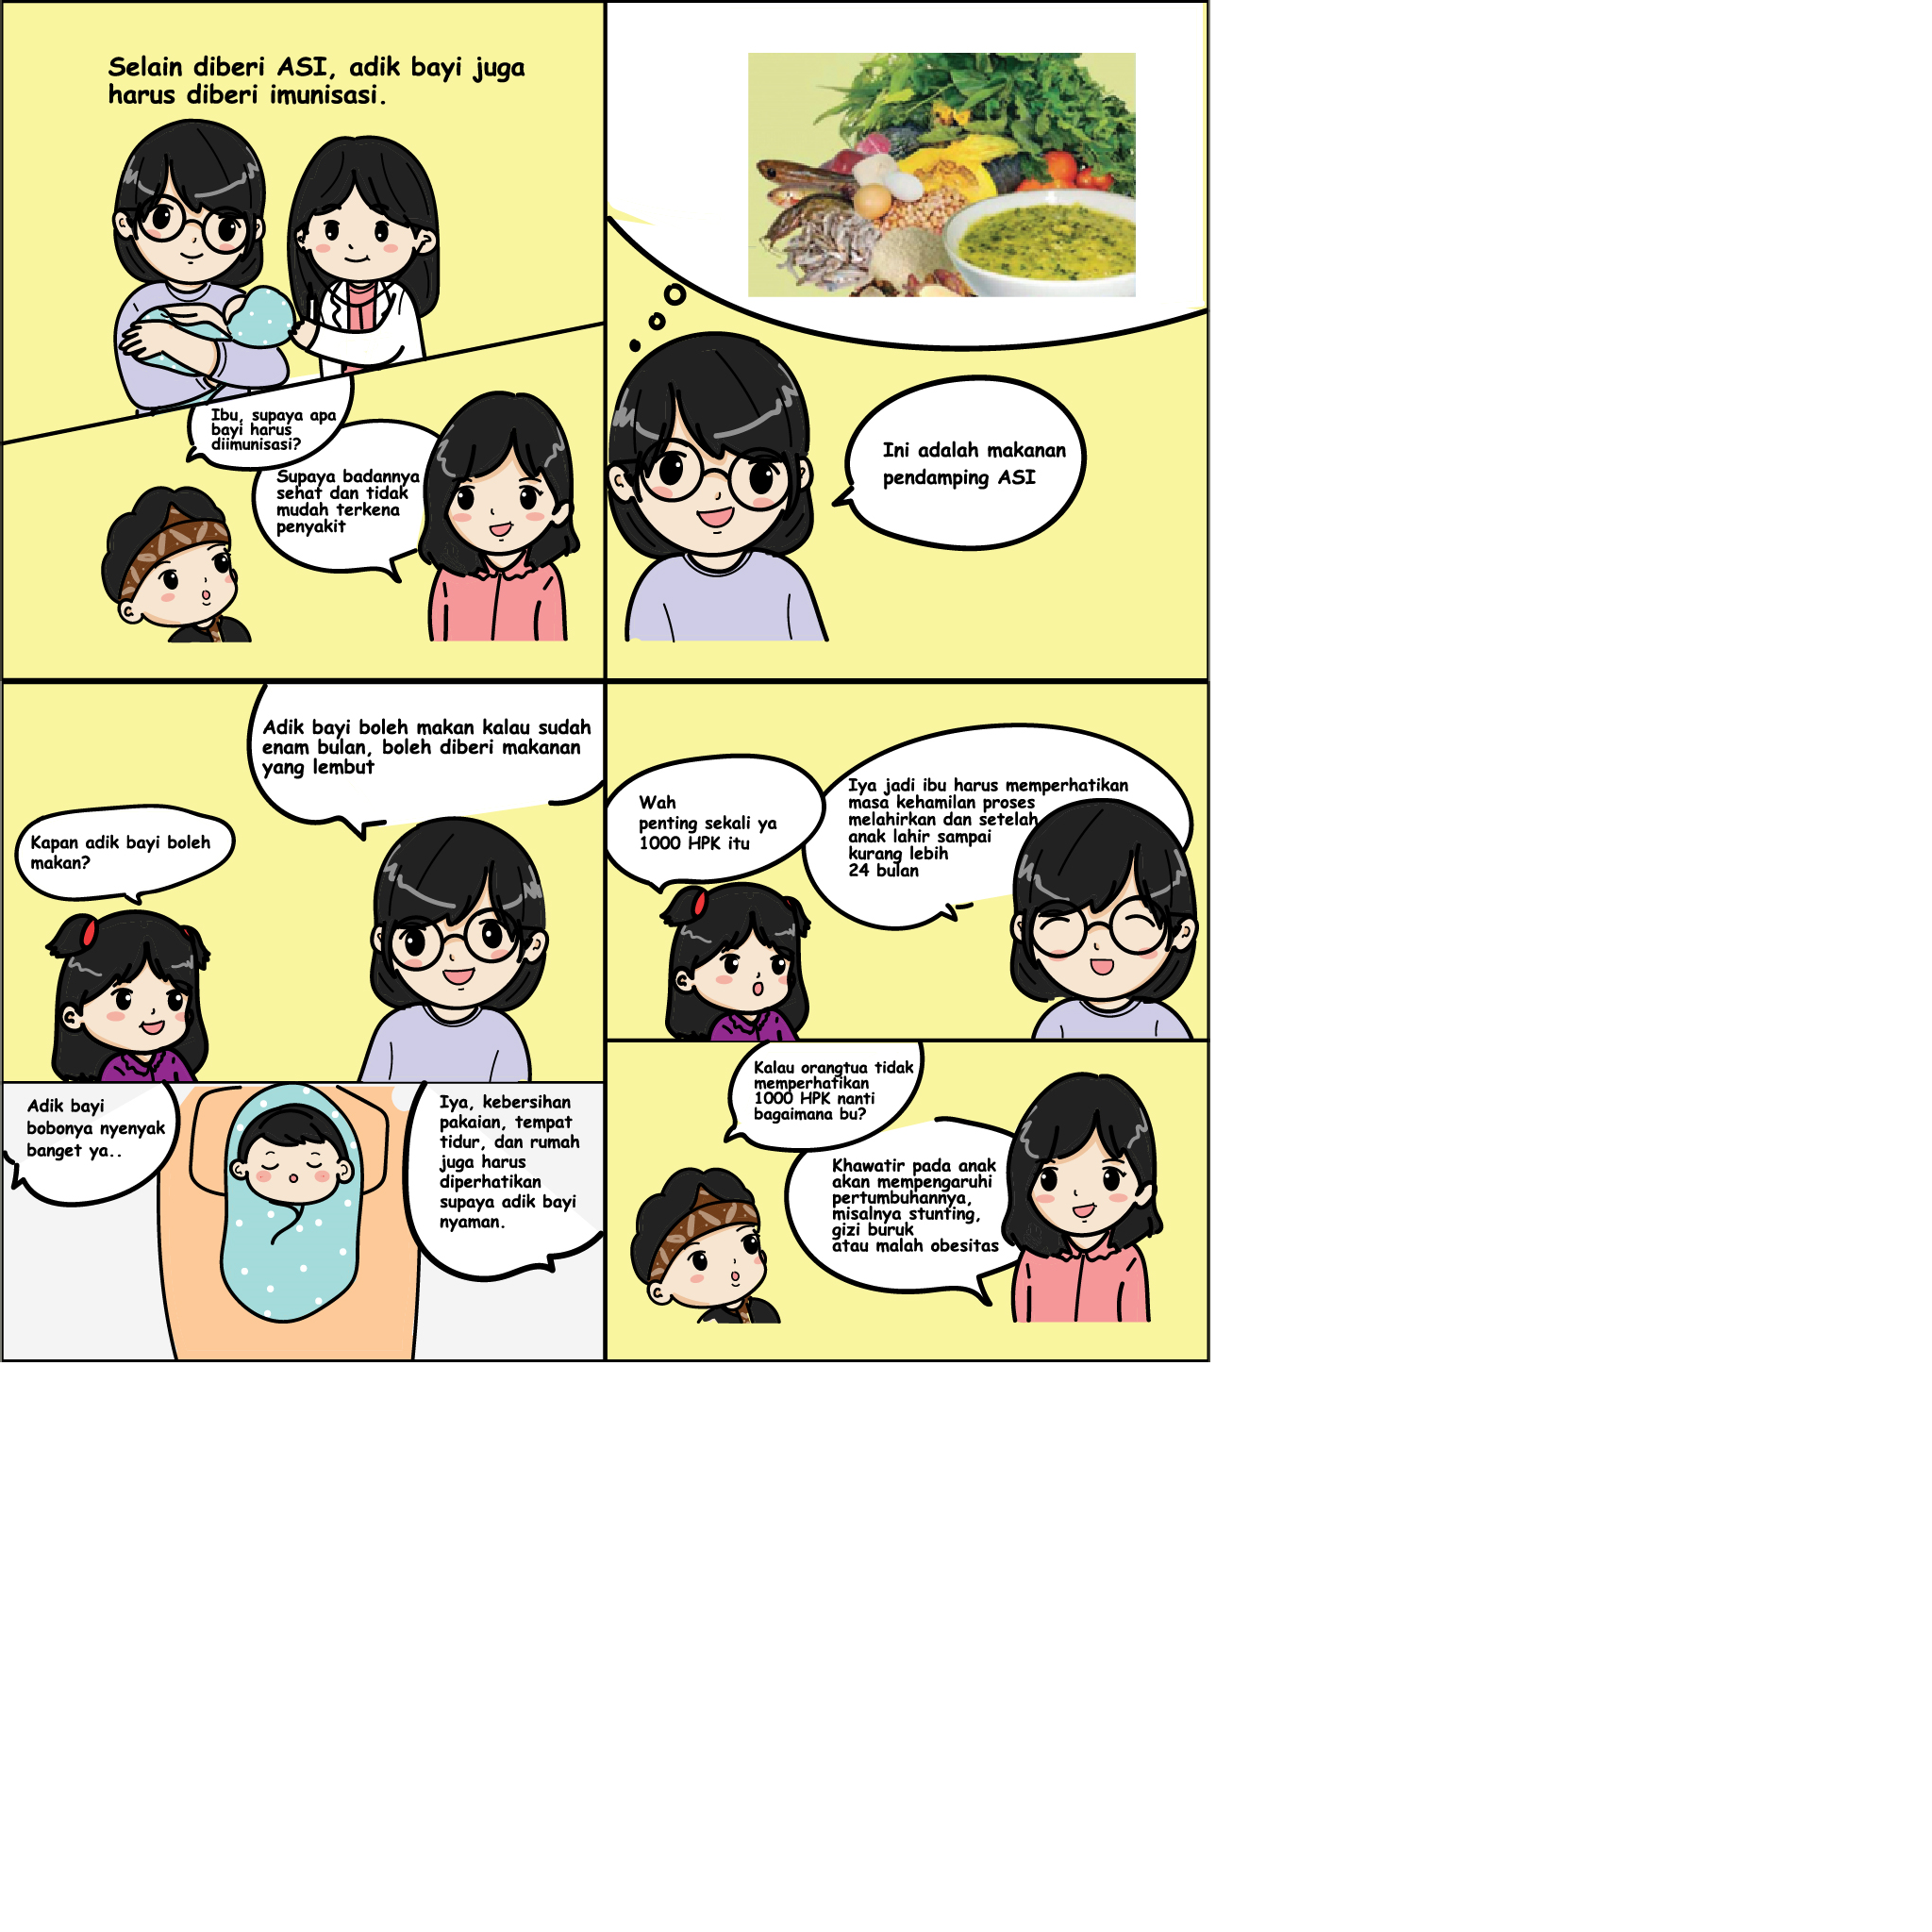 Selain diberi ASI, adik bayi juga
harus diberi imunisasi.
Ibu, supaya apa
bayi harus
diimunisasi?
Supaya badannya
sehat dan tidak
mudah terkena
penyakit
Ini adalah makanan
pendamping ASI
Adik bayi boleh makan kalau sudah
enam bulan, boleh diberi makanan
yang lembut
Kapan adik bayi boleh
makan?
Adik bayi
bobonya nyenyak
banget ya..
Iya, kebersihan
pakaian, tempat
tidur, dan rumah
juga harus
diperhatikan
supaya adik bayi
nyaman.
Wah
penting sekali ya
1000 HPK itu
Iya jadi ibu harus memperhatikan
masa kehamilan proses
melahirkan dan setelah
anak lahir sampai
kurang lebih
24 bulan
Kalau orangtua tidak
memperhatikan
1000 HPK nanti
bagaimana bu?
Khawatir pada anak
akan mempengaruhi
pertumbuhannya,
misalnya stunting,
gizi buruk
atau malah obesitas